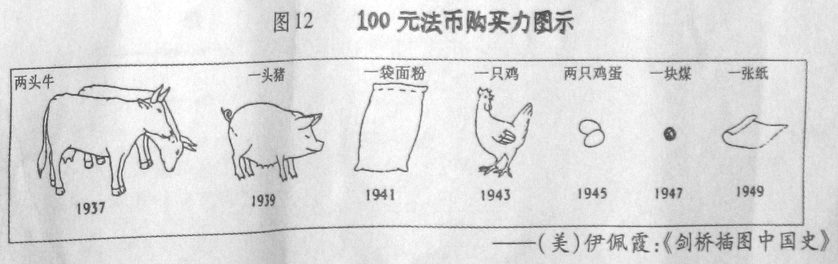 图12 100元法币购买力图示
两头牛 一头猪 一袋面粉 一只鸡 两只鸡蛋 一块煤 一张纸
1937 1939 1941 1943 1945 1947 1949
——(美)伊佩霞:《剑桥插图中国史》